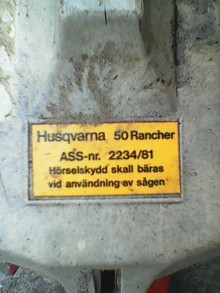 Husqvarna 50 Rancher
ASS-nr. 2234/81
Hörselskydd skall bäras
vid användning av sågen